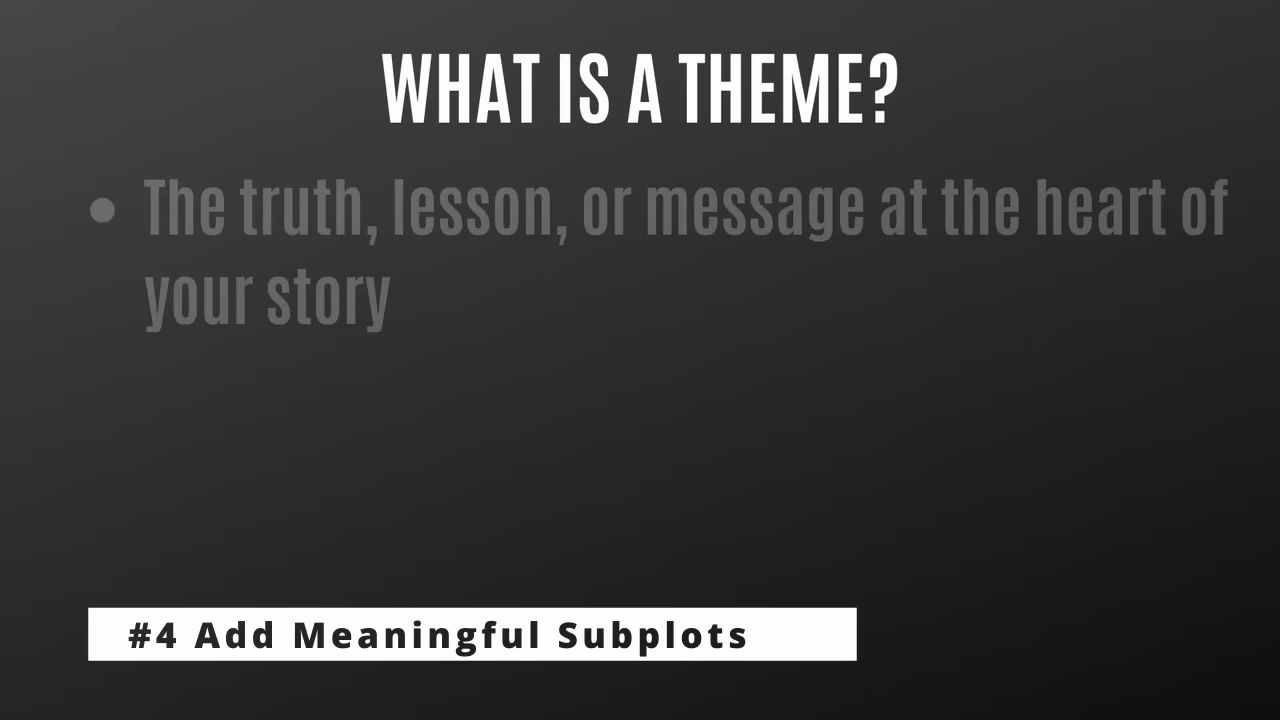 WHAT IS A THEME?
• The truth, lesson, or message at the heart of
your story
#4 Add Meaningful Subplots